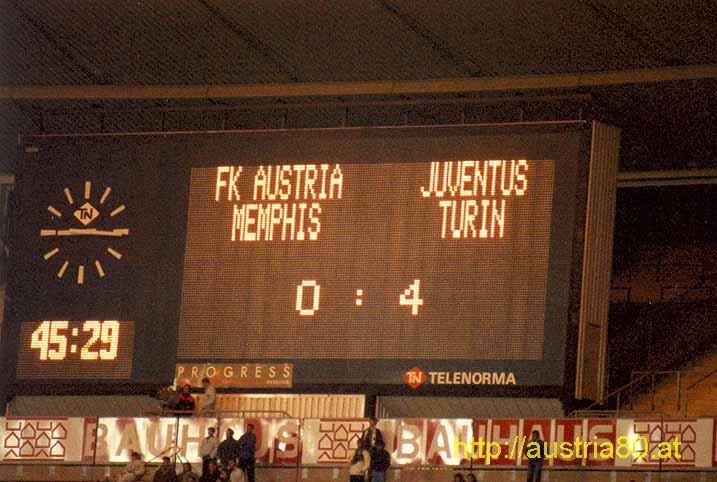 FK AUSTRIA JUVENTUS
MEMPHIS TURIN
0 : 4
TN
45:29
PROGRESS
TN TELENORMA
BAUHAUS BAUHAUS
http://austria80.at